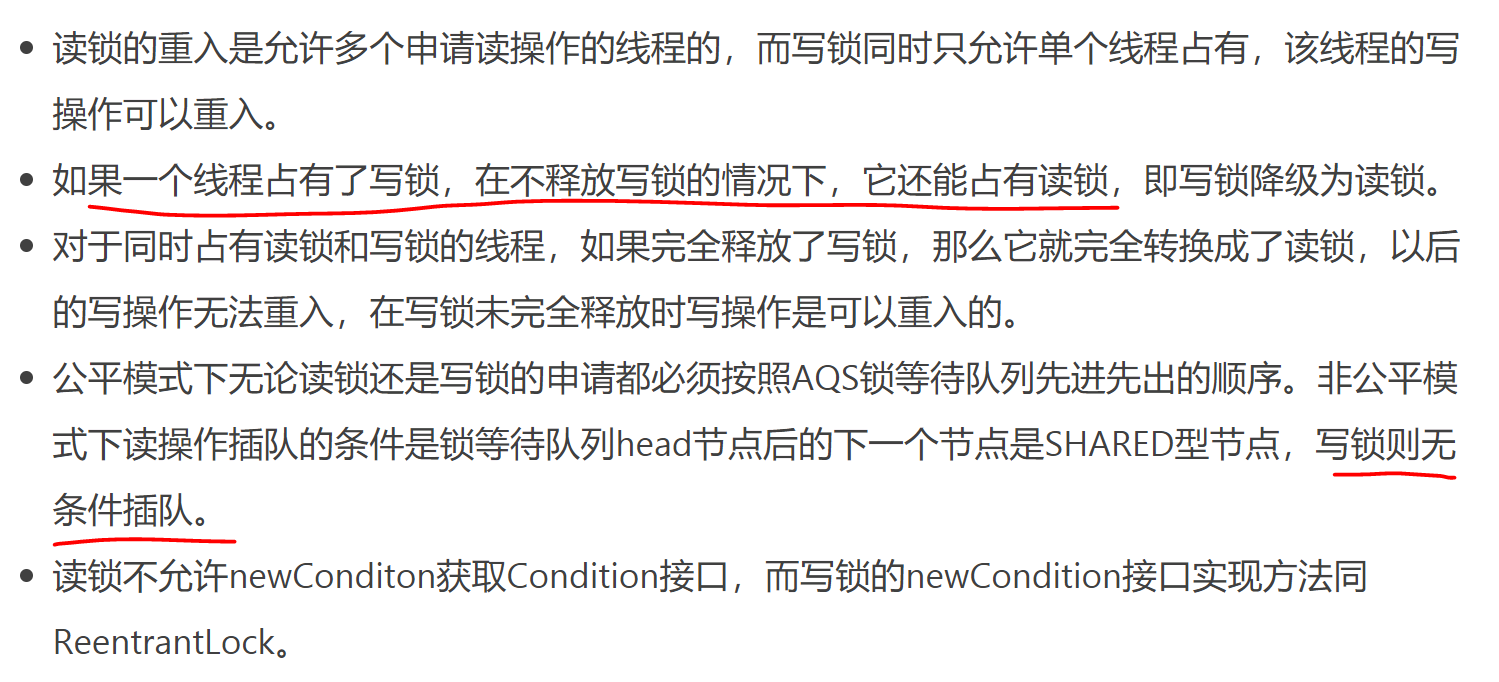 读锁的重入是允许多个申请读操作的线程的，而写锁同时只允许单个线程占有，该线程的写
操作可以重入。
如果一个线程占有了写锁，在不释放写锁的情况下，它还能占有读锁，即写锁降级为读锁。
对于同时占有读锁和写锁的线程，如果完全释放了写锁，那么它就完全转换成了读锁，以后
的写操作无法重入，在写锁未完全释放时写操作是可以重入的。
公平模式下无论读锁还是写锁的申请都必须按照AQS锁等待队列先进先出的顺序。非公平模
式下读操作插队的条件是锁等待队列head节点后的下一个节点是SHARED型节点，写锁则无
条件插队。
读锁不允许newConditon获取Condition接口，而写锁的newCondition接口实现方法同
ReentrantLock。